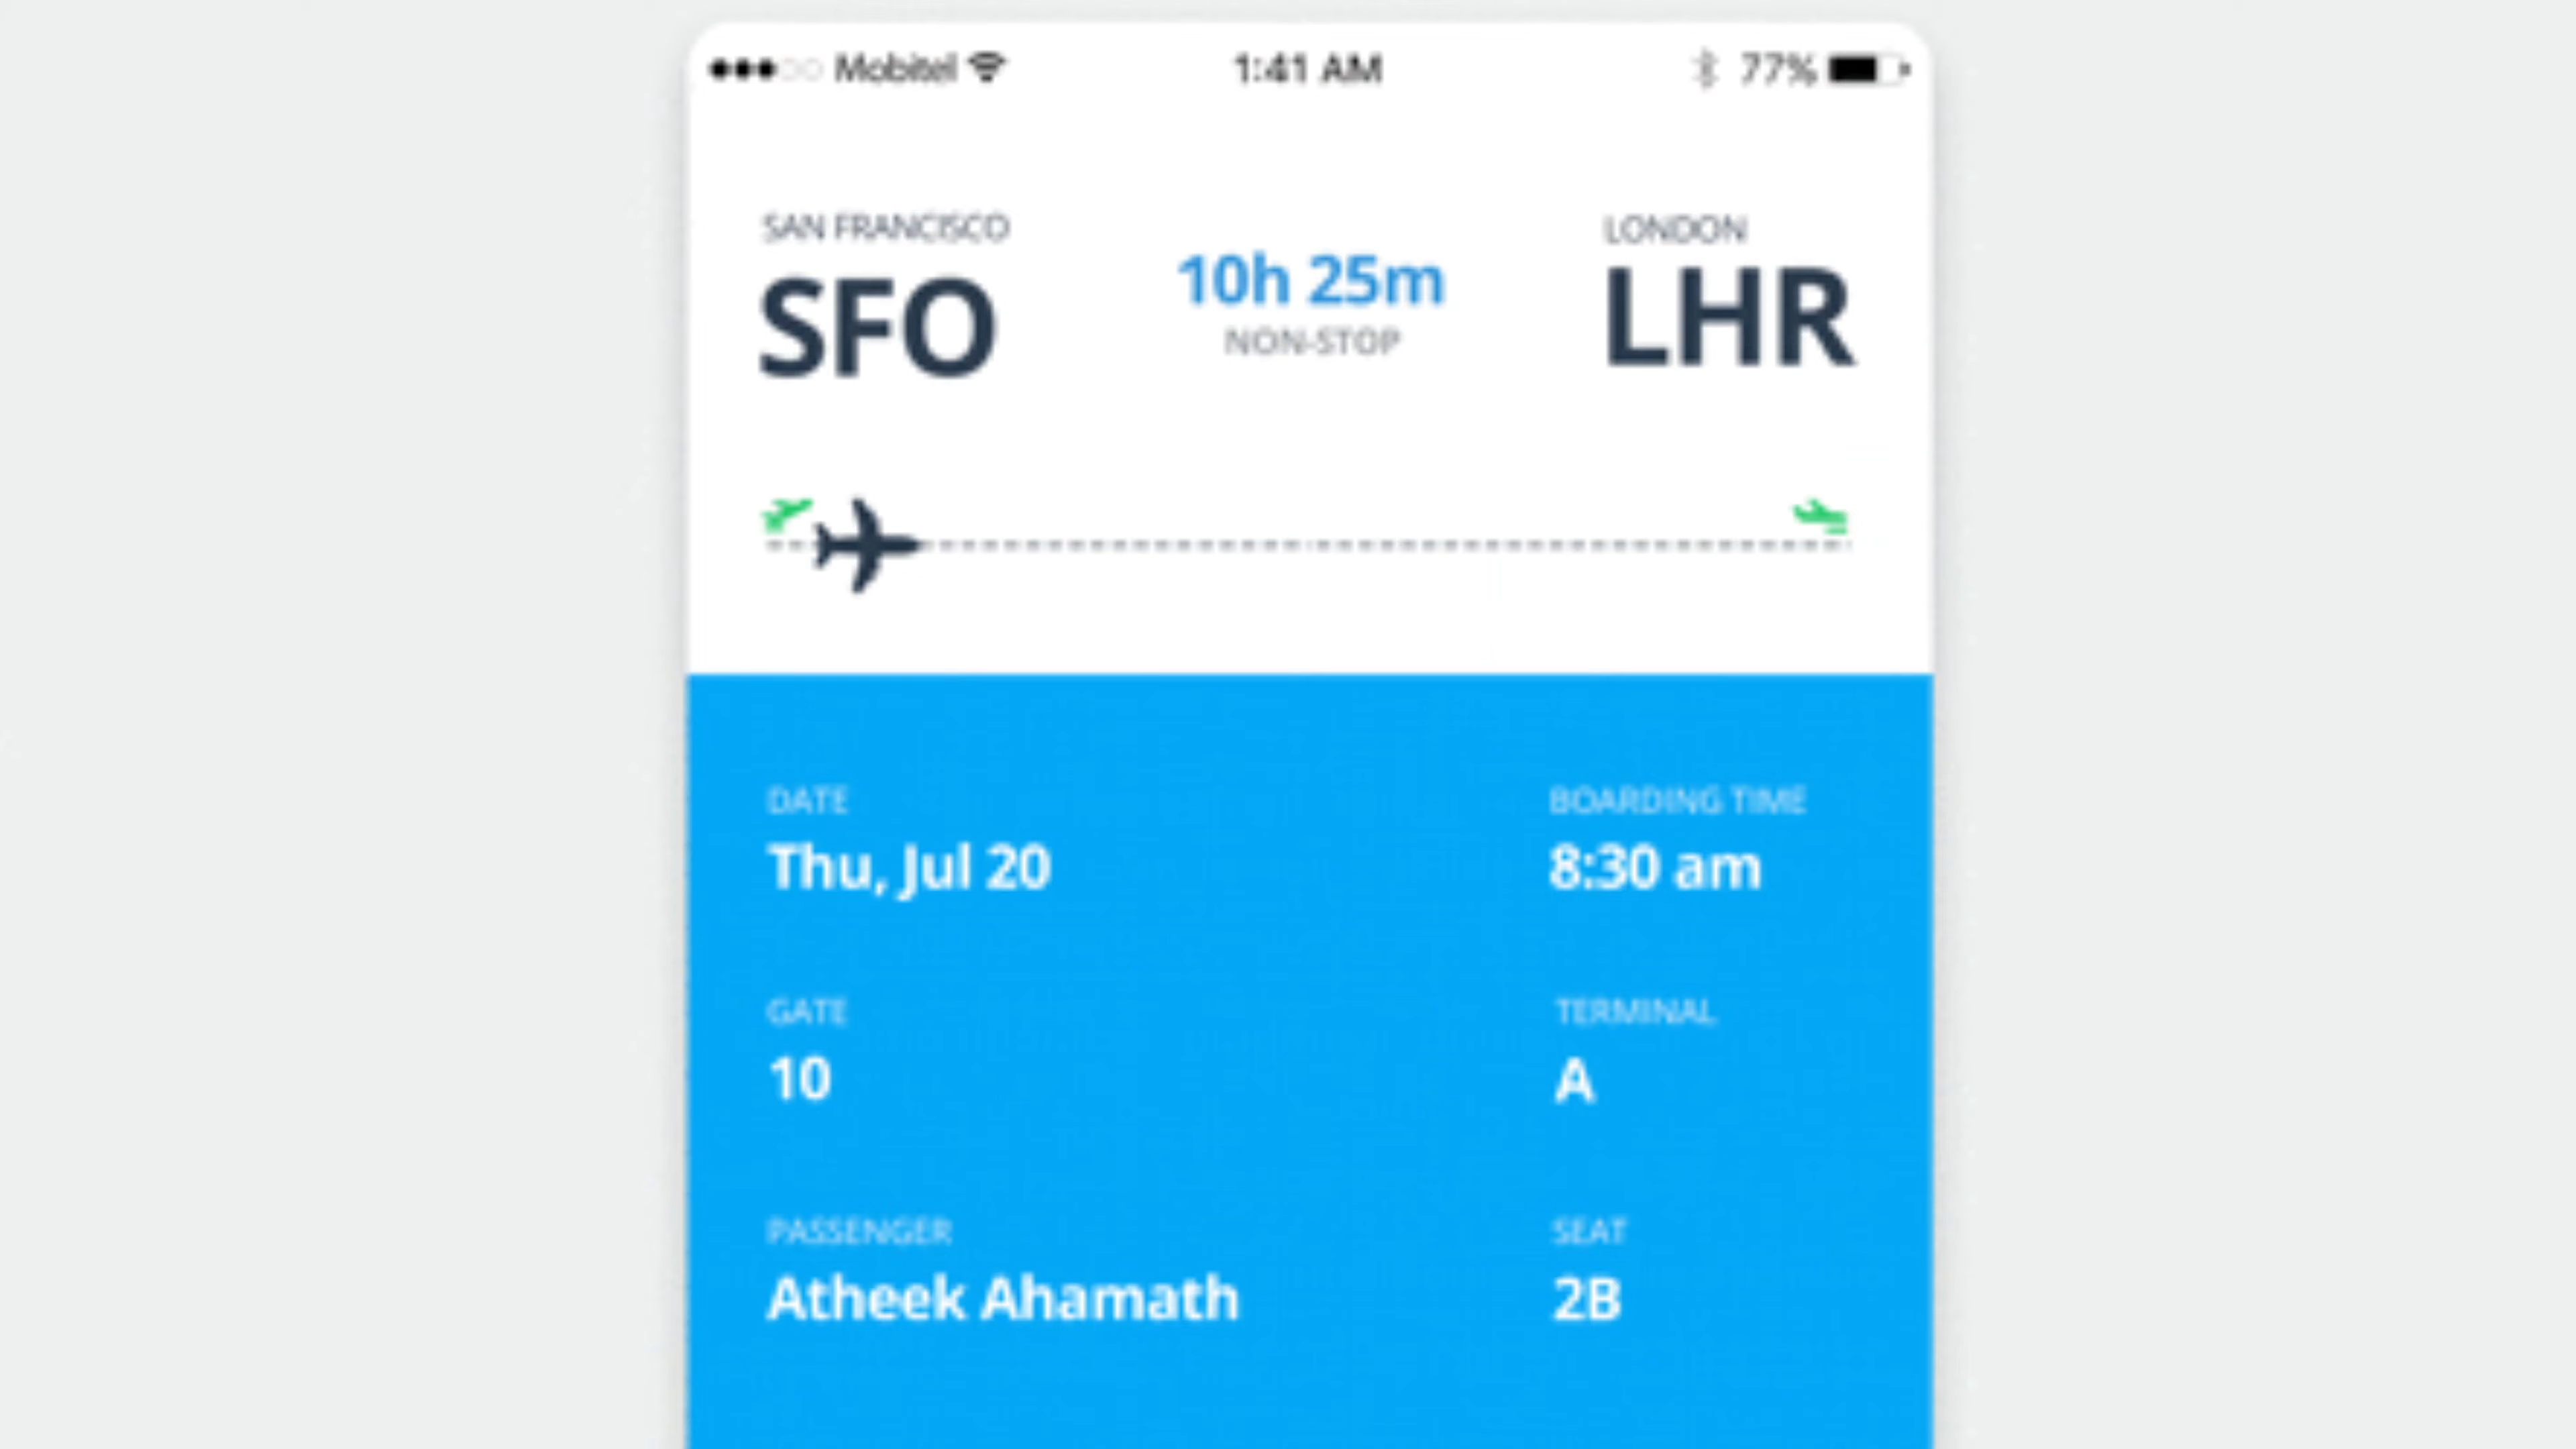 Mobitel 1:41 AM 77%
SAN FRANCISCO LONDON
SFO 10h 25m LHR
NON-STOP
DATE BOARDING TIME
Thu, Jul 20 8:30 am
GATE TERMINAL
10 A
PASSENGER SEAT
Atheek Ahamath 2B